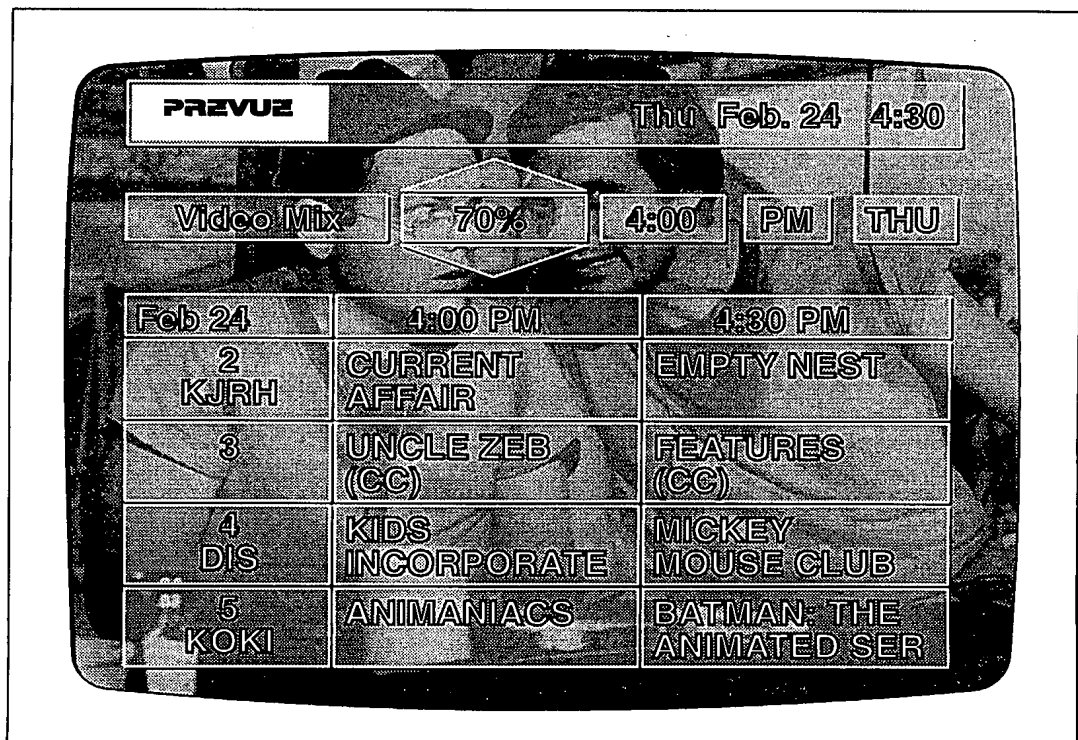 PREVUE
Thu Feb. 24 4:30
Video Mix 70% 4:00 PM THU
Feb 24 4:00 PM 4:30 PM
2 KJRH
CURRENT
AFFAIR
EMPTY NEST
3
UNCLE ZEB
(CC)
FEATURES
(CC)
4
DIS
KIDS
INCORPORATE
MICKEY
MOUSE CLUB
5
KOKI
ANIMANIACS
BATMAN: THE
ANIMATED SER